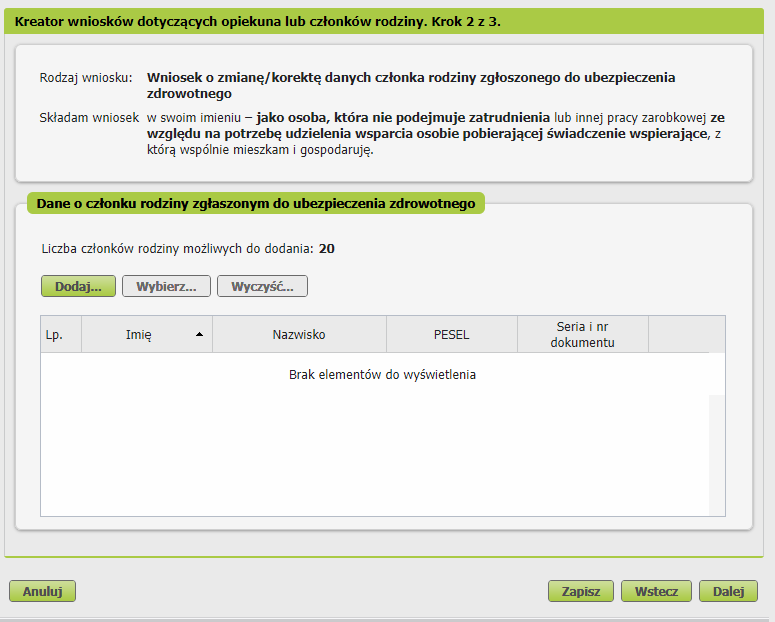 Kreator wniosków dotyczących opiekuna lub członków rodziny. Krok 2 z 3.
Rodzaj wniosku: Wniosek o zmianę/korektę danych członka rodziny zgłoszonego do ubezpieczenia
zdrowotnego
Składam wniosek w swoim imieniu – jako osoba, która nie podejmuje zatrudnienia lub innej pracy zarobkowej ze
względu na potrzebę udzielenia wsparcia osobie pobierającej świadczenie wspierające, z
którą wspólnie mieszkam i gospodaruję.
Dane o członku rodziny zgłaszonym do ubezpieczenia zdrowotnego
Liczba członków rodziny możliwych do dodania: 20
Dodaj... Wybierz... Wyczyść...
Lp. Imię Nazwisko PESEL Seria i nr
dokumentu
Brak elementów do wyświetlenia
Anuluj Zapisz Wstecz Dalej